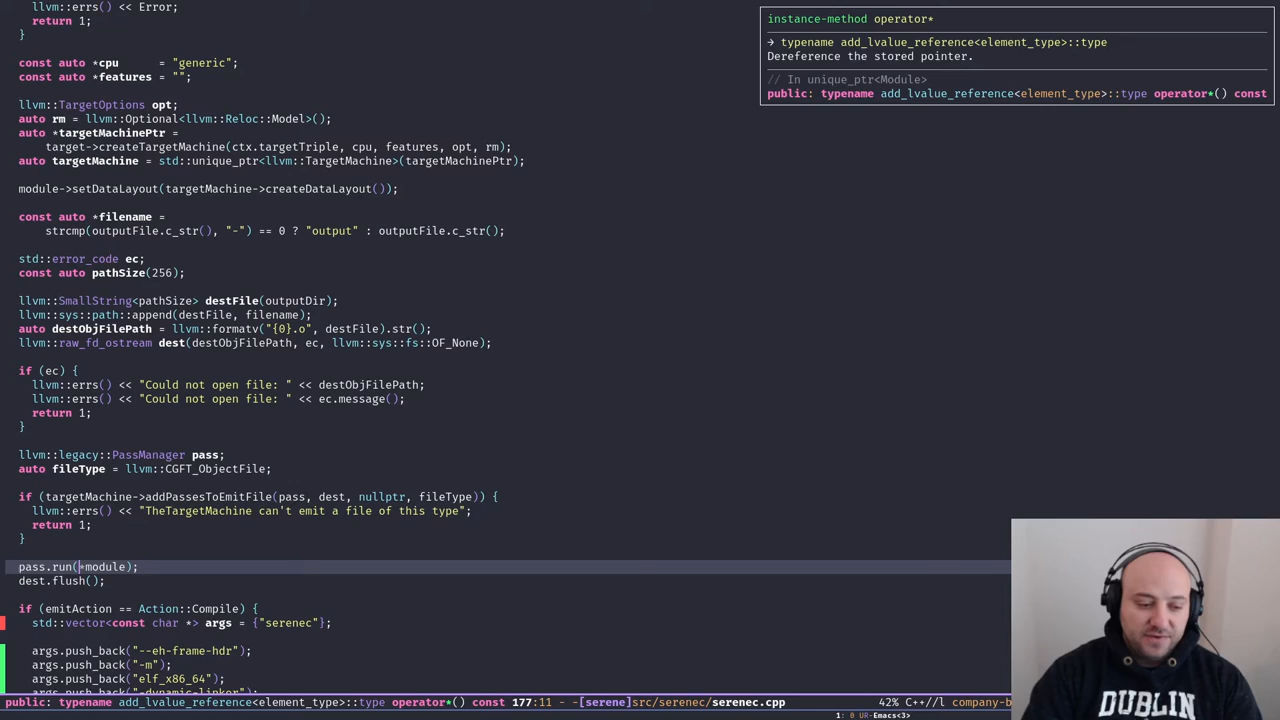 llvm::errs() << Error;
return 1;
}
const auto *cpu      = "generic";
const auto *features = "";
llvm::TargetOptions opt;
auto rm = llvm::Optional<llvm::Reloc::Model>();
auto *targetMachinePtr =
target->createTargetMachine(ctx.targetTriple, cpu, features, opt, rm);
auto targetMachine = std::unique_ptr<llvm::TargetMachine>(targetMachinePtr);
module->setDataLayout(targetMachine->createDataLayout());
const auto *filename =
strcmp(outputFile.c_str(), "-") == 0 ? "output" : outputFile.c_str();
std::error_code ec;
const auto pathSize(256);
llvm::SmallString<pathSize> destFile(outputDir);
llvm::sys::path::append(destFile, filename);
auto destObjFilePath = llvm::formatv("{0}.o", destFile).str();
llvm::raw_fd_ostream dest(destObjFilePath, ec, llvm::sys::fs::OF_None);
if (ec) {
llvm::errs() << "Could not open file: " << destObjFilePath;
llvm::errs() << "Could not open file: " << ec.message();
return 1;
}
llvm::legacy::PassManager pass;
auto fileType = llvm::CGFT_ObjectFile;
if (targetMachine->addPassesToEmitFile(pass, dest, nullptr, fileType)) {
llvm::errs() << "TheTargetMachine can't emit a file of this type";
return 1;
}
pass.run(*module);
dest.flush();
if (emitAction == Action::Compile) {
std::vector<const char *> args = {"serenec"};
args.push_back("--eh-frame-hdr");
args.push_back("-m");
args.push_back("elf_x86_64");
args.push_back("-dynamic-linker");
instance-method operator*
→ typename add_lvalue_reference<element_type>::type
Dereference the stored pointer.
// In unique_ptr<Module>
public: typename add_lvalue_reference<element_type>::type operator*() const
public: typename add_lvalue_reference<element_type>::type operator*() const 177:11 - -[serene]src/serenec/serenec.cpp 42% C++//l company-b
1: 0 UR-Emacs<3>
DUBLIN